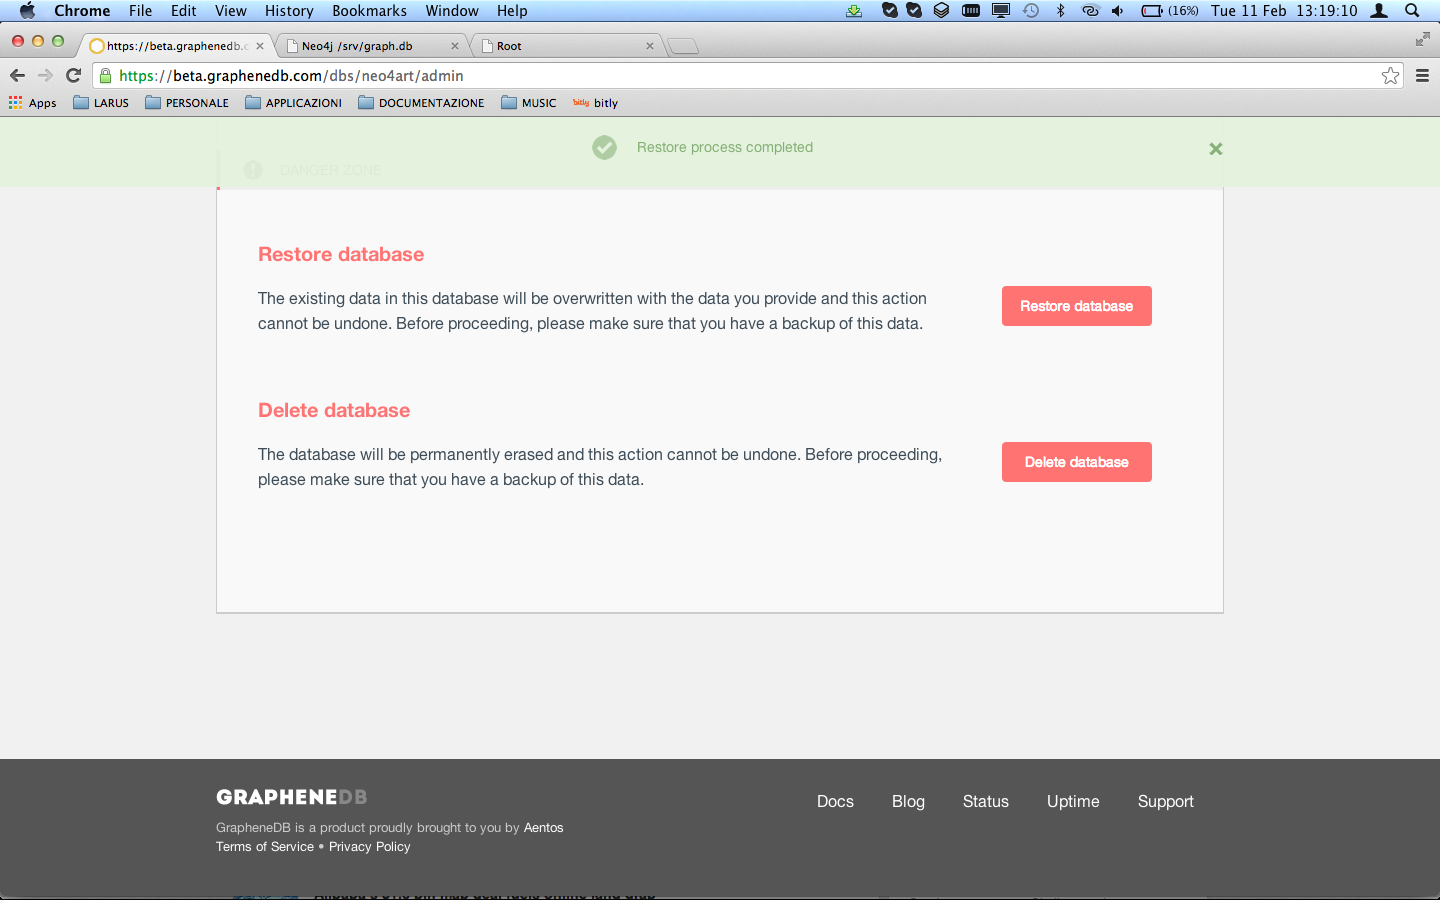 Chrome File Edit View History Bookmarks Window Help (16%) Tue 11 Feb 13:19:10
https://beta.graphenedb.c Neo4j /srv/graph.db Root
https://beta.graphenedb.com/dbs/neo4art/admin
Apps LARUS PERSONALE APPLICAZIONI DOCUMENTAZIONE MUSIC bitly bitly
Restore process completed
DANGER ZONE
Restore database
The existing data in this database will be overwritten with the data you provide and this action
cannot be undone. Before proceeding, please make sure that you have a backup of this data.
Restore database
Delete database
The database will be permanently erased and this action cannot be undone. Before proceeding,
please make sure that you have a backup of this data.
Delete database
GRAPHENEDB
Docs Blog Status Uptime Support
GrapheneDB is a product proudly brought to you by Aentos
Terms of Service • Privacy Policy